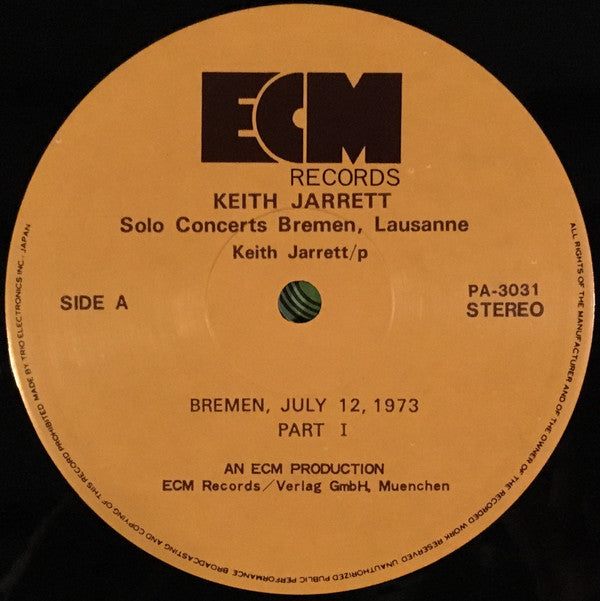 ECM
RECORDS
KEITH JARRETT
Solo Concerts Bremen, Lausanne
Keith Jarrett/p
SIDE A
PA-3031
STEREO
BREMEN, JULY 12, 1973
PART I
AN ECM PRODUCTION
ECM Records/Verlag GmbH, Muenchen
ALL RIGHTS OF THE MANUFACTURER AND OF THE OWNER OF THE RECORDED WORK RESERVED UNAUTHORIZED PUBLIC PERFORMANCE BROADCASTING AND COPYING OF THIS RECORD PROHIBITED MADE BY TRIO ELECTRONICS INC., JAPAN